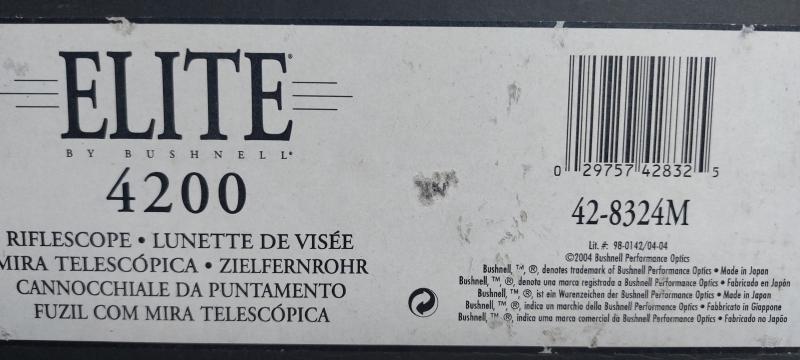 ELITE®
BY BUSHNELL®
4200
RIFLESCOPE • LUNETTE DE VISÉE
MIRA TELESCÓPICA • ZIELFERNROHR
CANNOCCHIALE DA PUNTAMENTO
FUZIL COM MIRA TELESCÓPICA
0 29757 42832 5
42-8324M
Lit. #: 98-0142/04-04
©2004 Bushnell Performance Optics
Bushnell, ™, ®, denotes trademark of Bushnell Performance Optics • Made in Japan
Bushnell, ™, ®, denota una marca registrada a Bushnell Performance Optics • Fabricado en Japón
Bushnell, ™, ®, ist ein Warenzeichen der Bushnell Performance Optics • Made in Japan
Bushnell, ™, ®, indica un marchio della Bushnell Performance Optics • Fabbricato in Giappone
Bushnell, ™, ®, indica uma marca comercial da Bushnell Performance Optics • Fabricado no Japão